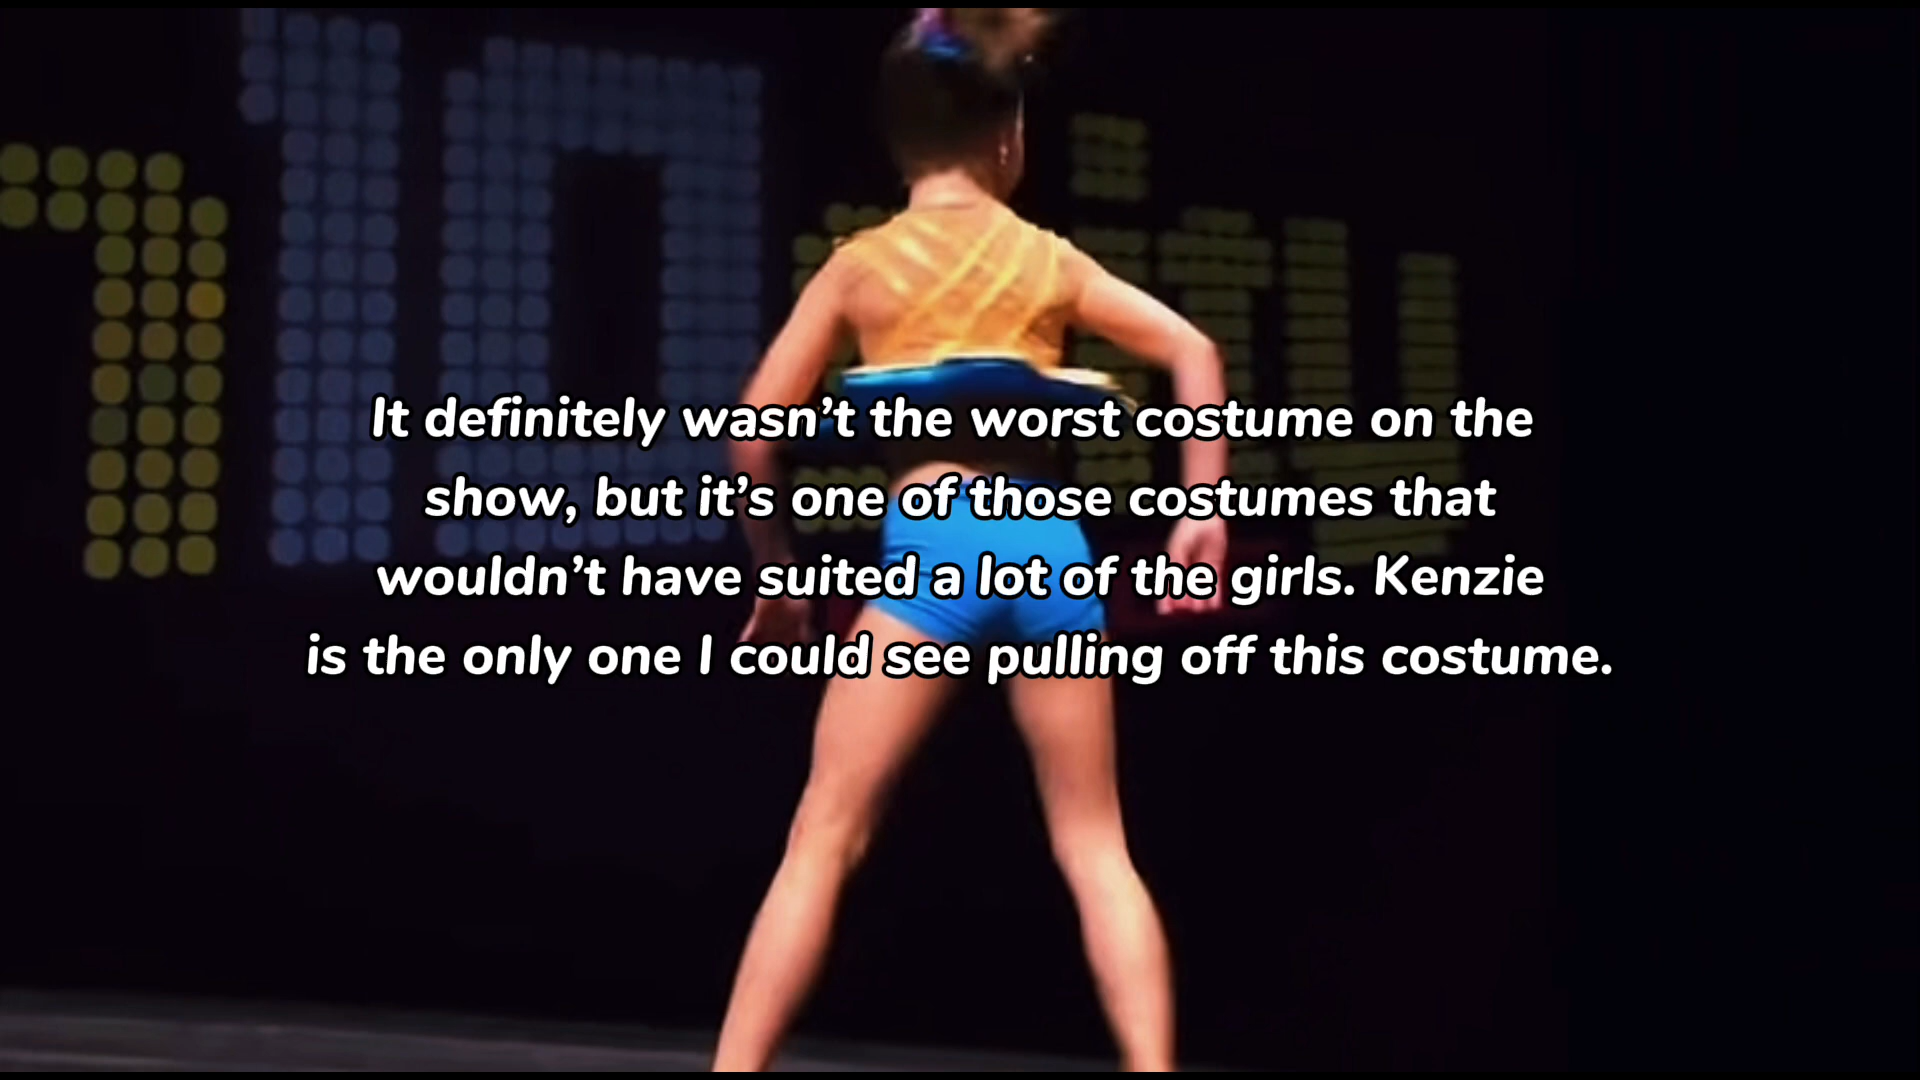 It definitely wasn’t the worst costume on the
show, but it’s one of those costumes that
wouldn’t have suited a lot of the girls. Kenzie
is the only one I could see pulling off this costume.